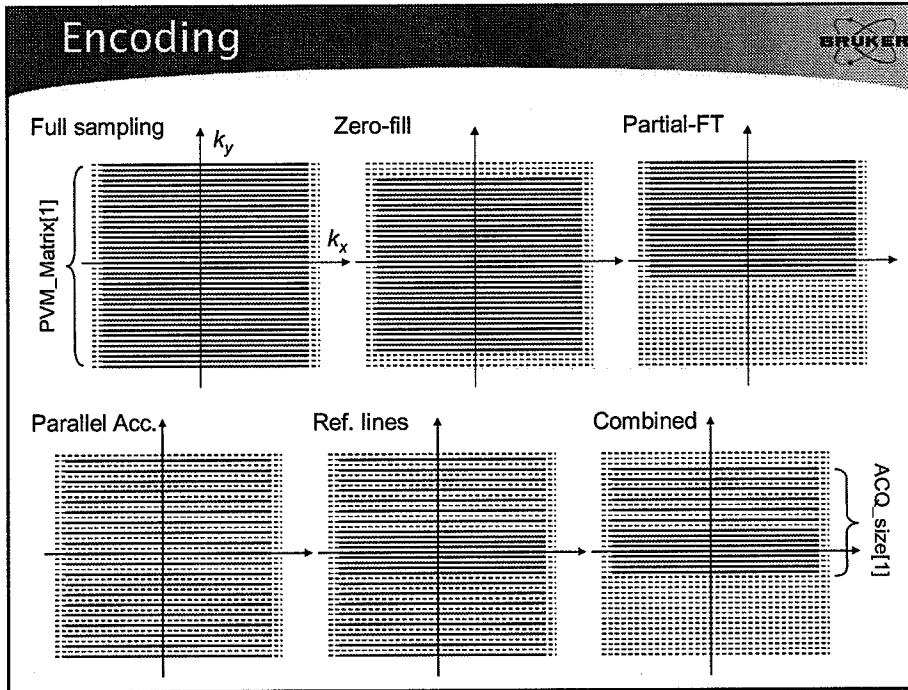 Encoding
BRUKER
Full sampling
Zero-fill
Partial-FT
k_y
k_x
PVM_Matrix[1]
Parallel Acc.
Ref. lines
Combined
ACQ_size[1]